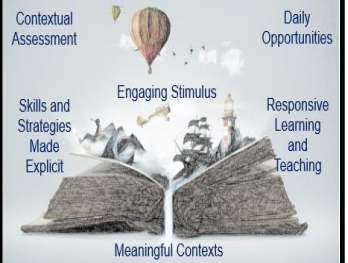 Contextual
Assessment
Daily
Opportunities
Engaging Stimulus
Skills and
Strategies
Made
Explicit
Responsive
Learning
and
Teaching
Meaningful Contexts